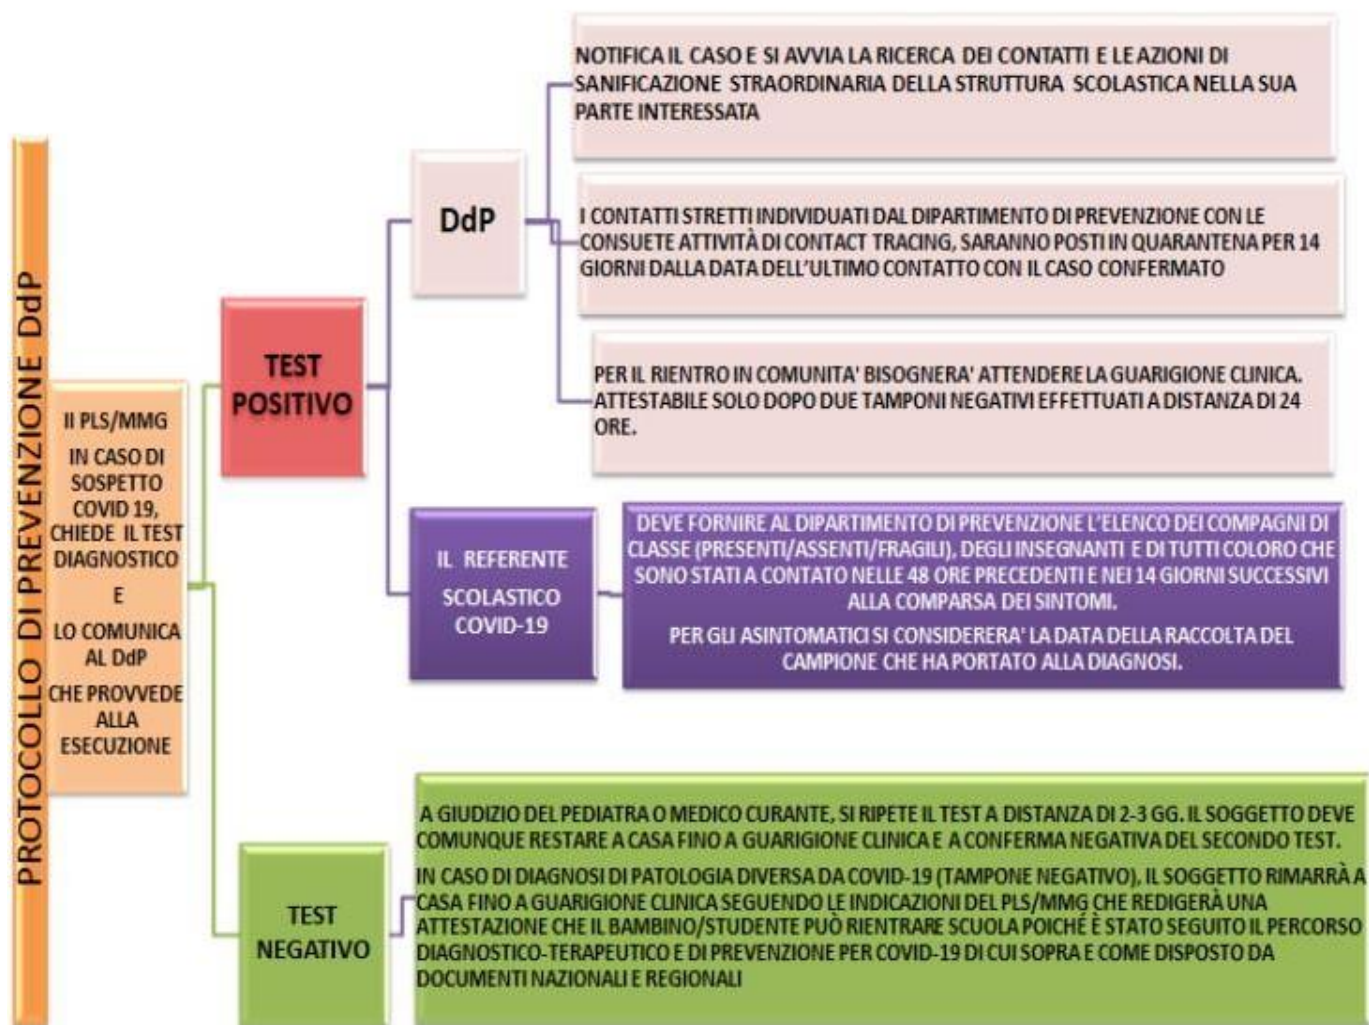 PROTOCOLLO DI PREVENZIONE DdP
Il PLS/MMG
IN CASO DI
SOSPETTO
COVID 19,
CHIEDE IL TEST
DIAGNOSTICO
E
LO COMUNICA
AL DdP
CHE PROVVEDE
ALLA
ESECUZIONE
TEST
POSITIVO
DdP
NOTIFICA IL CASO E SI AVVIA LA RICERCA DEI CONTATTI E LE AZIONI DI
SANIFICAZIONE STRAORDINARIA DELLA STRUTTURA SCOLASTICA NELLA SUA
PARTE INTERESSATA
I CONTATTI STRETTI INDIVIDUATI DAL DIPARTIMENTO DI PREVENZIONE CON LE
CONSUETE ATTIVITÀ DI CONTACT TRACING, SARANNO POSTI IN QUARANTENA PER 14
GIORNI DALLA DATA DELL'ULTIMO CONTATTO CON IL CASO CONFERMATO
PER IL RIENTRO IN COMUNITA' BISOGNERA' ATTENDERE LA GUARIGIONE CLINICA.
ATTESTABILE SOLO DOPO DUE TAMPONI NEGATIVI EFFETTUATI A DISTANZA DI 24
ORE.
IL REFERENTE
SCOLASTICO
COVID-19
DEVE FORNIRE AL DIPARTIMENTO DI PREVENZIONE L'ELENCO DEI COMPAGNI DI
CLASSE (PRESENTI/ASSENTI/FRAGILI), DEGLI INSEGNANTI E DI TUTTI COLORO CHE
SONO STATI A CONTATO NELLE 48 ORE PRECEDENTI E NEI 14 GIORNI SUCCESSIVI
ALLA COMPARSA DEI SINTOMI.
PER GLI ASINTOMATICI SI CONSIDERERA' LA DATA DELLA RACCOLTA DEL
CAMPIONE CHE HA PORTATO ALLA DIAGNOSI.
TEST
NEGATIVO
A GIUDIZIO DEL PEDIATRA O MEDICO CURANTE, SI RIPETE IL TEST A DISTANZA DI 2-3 GG. IL SOGGETTO DEVE
COMUNQUE RESTARE A CASA FINO A GUARIGIONE CLINICA E A CONFERMA NEGATIVA DEL SECONDO TEST.
IN CASO DI DIAGNOSI DI PATOLOGIA DIVERSA DA COVID-19 (TAMPONE NEGATIVO), IL SOGGETTO RIMARRÀ A
CASA FINO A GUARIGIONE CLINICA SEGUENDO LE INDICAZIONI DEL PLS/MMG CHE REDIGERÀ UNA
ATTESTAZIONE CHE IL BAMBINO/STUDENTE PUÒ RIENTRARE SCUOLA POICHÉ È STATO SEGUITO IL PERCORSO
DIAGNOSTICO-TERAPEUTICO E DI PREVENZIONE PER COVID-19 DI CUI SOPRA E COME DISPOSTO DA
DOCUMENTI NAZIONALI E REGIONALI